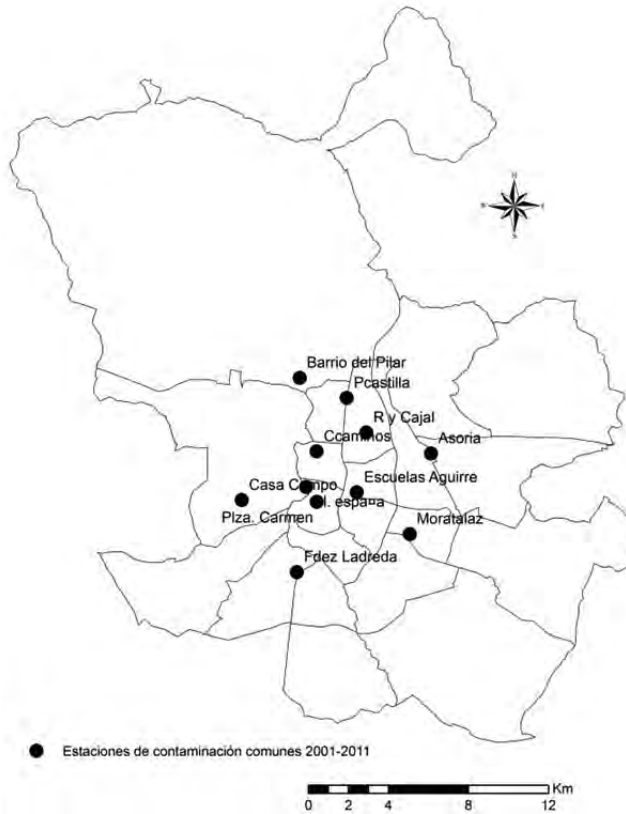 N
W E
S
Barrio del Pilar
Pcastilla
R y Cajal
Ccaminos
Asoria
Casa Campo
Escuelas Aguirre
Plza. Carmen
Moratalaz
Fdez Ladreda
Estaciones de contaminación comunes 2001-2011
Km
0 2 4 8 12